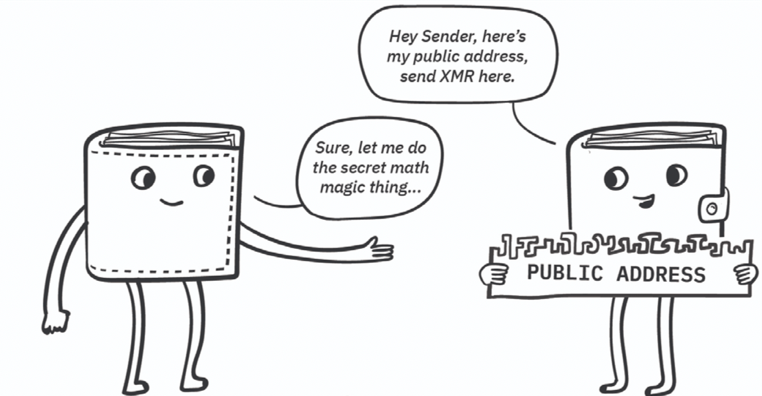 Hey Sender, here's
my public address,
send XMR here.
Sure, let me do
the secret math
magic thing...
PUBLIC ADDRESS